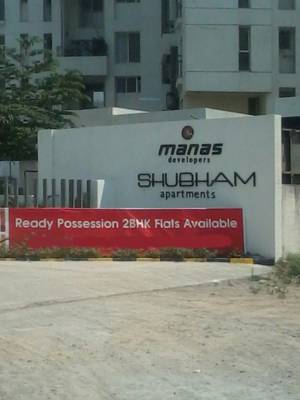 manas
developers
SHUBHAM
apartments
Ready Possession 2BHK Flats Available